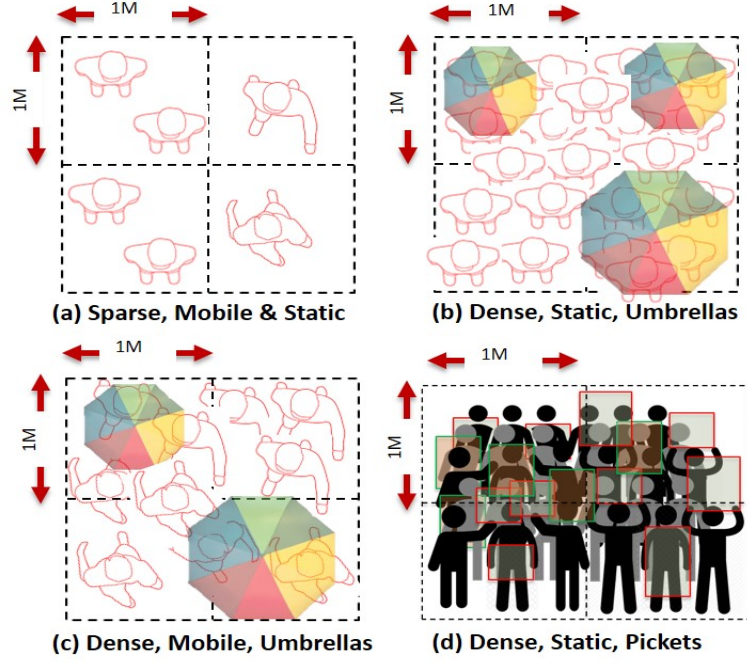 1M
1M
1M
1M
(a) Sparse, Mobile & Static
(b) Dense, Static, Umbrellas
1M
1M
1M
1M
(c) Dense, Mobile, Umbrellas
(d) Dense, Static, Pickets